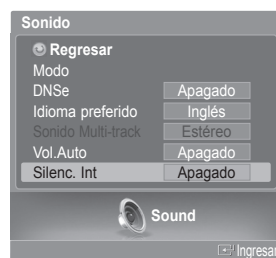 Sonido
Regresar
Modo
DNSe Apagado
Idioma preferido Inglés
Sonido Multi-track Estéreo
Vol.Auto Apagado
Silenc. Int Apagado
Sound
Ingresar